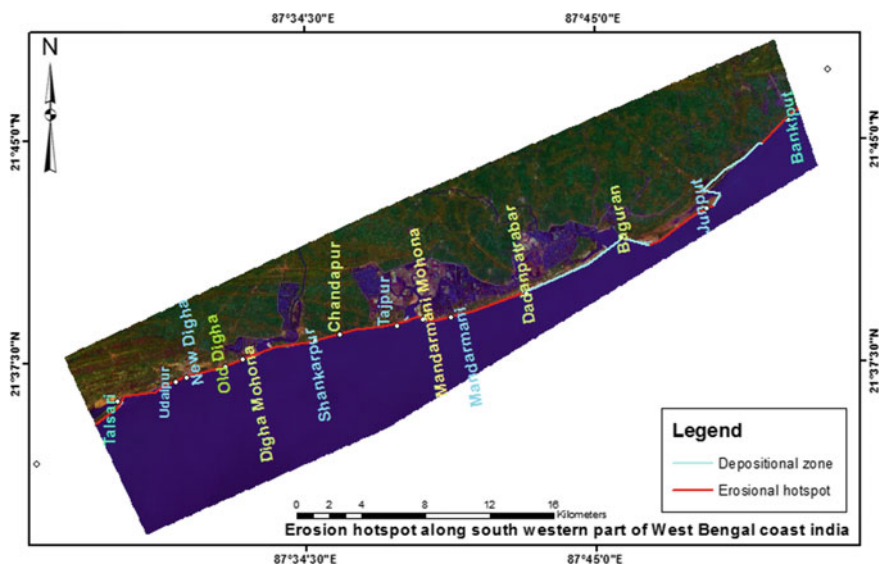 87°34'30"E
87°45'0"E
N
21°45'0"N
21°45'0"N
Bankiput
Junput
Baguran
Dadanpatrabar
Mandarmani Mohona
Tajpur
Chandapur
New Digha
Old Digha
21°37'30"N
21°37'30"N
Mandarmani
Shankarpur
Digha Mohona
Udaipur
Talsari
Legend
Depositional zone
Erosional hotspot
0 2 4 8 12 16
Kilometers
Erosion hotspot along south western part of West Bengal coast india
87°34'30"E
87°45'0"E